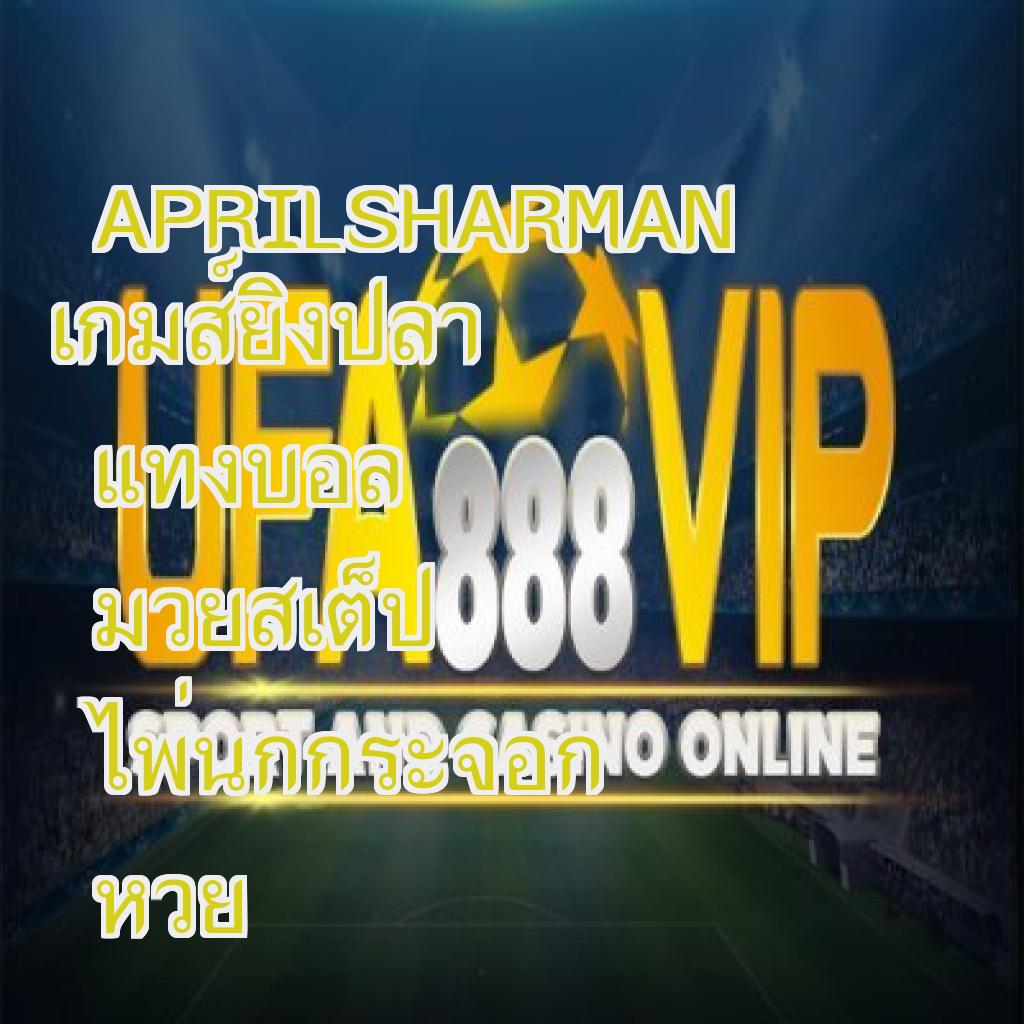 APRILSHARMAN
เกมส์ยิงปลา
UFA888VIP
แทงบอล
มวยสเต็ป
SPORT AND CASINO ONLINE
ไพ่นกกระจอก
หวย